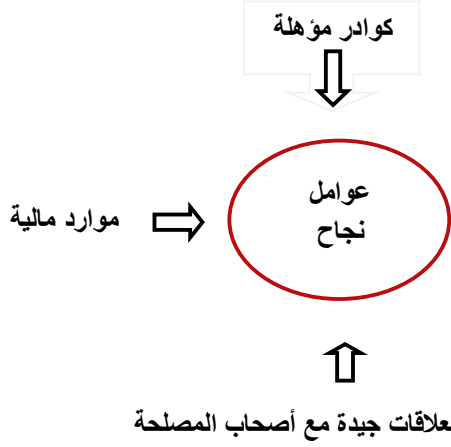 كوادر مؤهلة
عوامل
نجاح
موارد مالية
علاقات جيدة مع أصحاب المصلحة